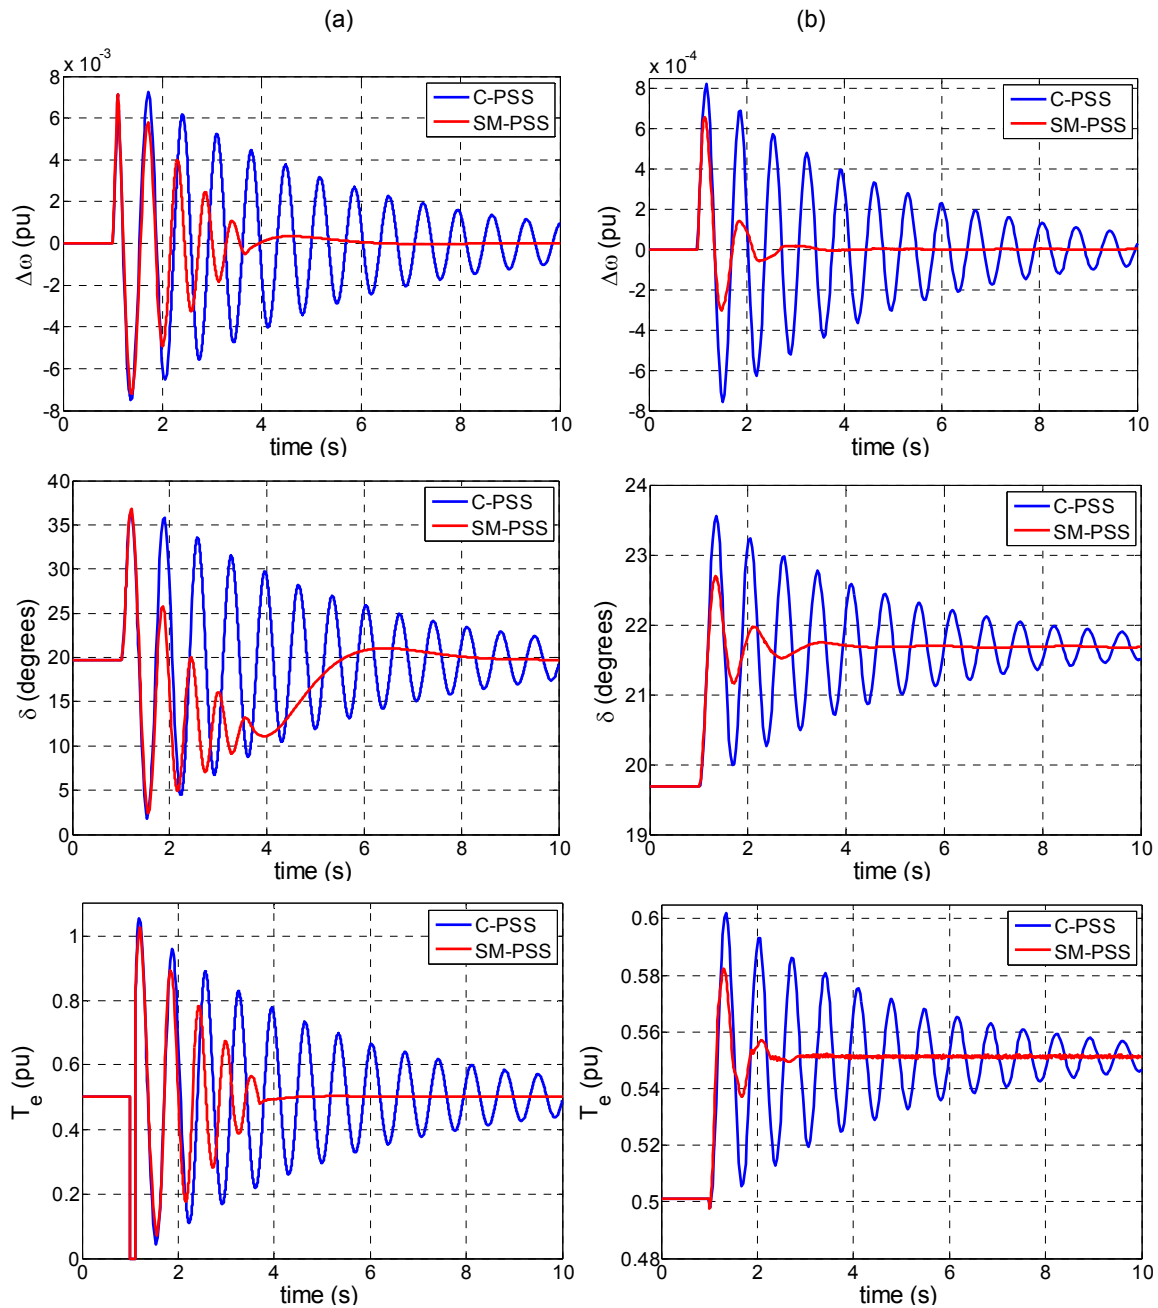 (a)
(b)
x 10^-3
8
6
4
2
0
-2
-4
-6
-8
Δω (pu)
0
2
4
6
8
10
time (s)
C-PSS
SM-PSS
x 10^-4
8
6
4
2
0
-2
-4
-6
-8
Δω (pu)
0
2
4
6
8
10
time (s)
C-PSS
SM-PSS
40
35
30
25
20
15
10
5
0
δ (degrees)
0
2
4
6
8
10
time (s)
C-PSS
SM-PSS
24
23
22
21
20
19
δ (degrees)
0
2
4
6
8
10
time (s)
C-PSS
SM-PSS
1
0.8
0.6
0.4
0.2
0
T_e (pu)
0
2
4
6
8
10
time (s)
C-PSS
SM-PSS
0.6
0.58
0.56
0.54
0.52
0.5
0.48
T_e (pu)
0
2
4
6
8
10
time (s)
C-PSS
SM-PSS